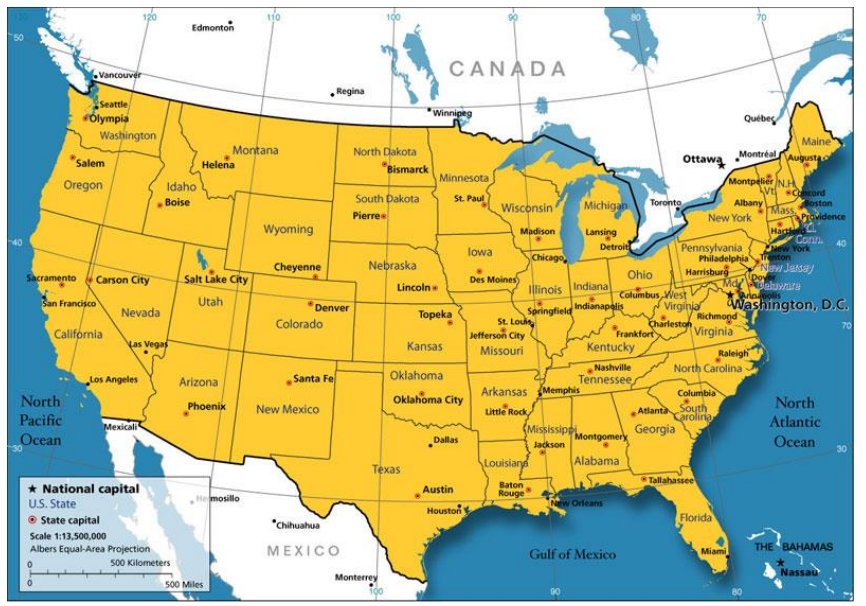 120
110
100
90
80
70
50
50
Edmonton
CANADA
Vancouver
Regina
Winnipeg
Québec
Seattle
Olympia
Washington
Montana
Helena
North Dakota
Bismarck
Minnesota
St. Paul
Ottawa
Montréal
Maine
Augusta
Salem
Oregon
Idaho
Boise
South Dakota
Pierre
Wisconsin
Madison
Michigan
Lansing
Detroit
Toronto
Montpelier
Vt.
N.H.
Concord
Albany
Boston
Mass.
Providence
New York
Hartford
R.I.
Conn.
Wyoming
Cheyenne
Nebraska
Lincoln
Iowa
Des Moines
Chicago
Pennsylvania
Philadelphia
Harrisburg
New York
Trenton
New Jersey
Dover
Delaware
Md.
Annapolis
Washington, D.C.
40
40
Sacramento
Carson City
San Francisco
Nevada
California
Salt Lake City
Utah
Denver
Colorado
Topeka
Kansas
Illinois
Springfield
St. Louis
Jefferson City
Missouri
Indiana
Indianapolis
Ohio
Columbus
West
Virginia
Charleston
Frankfort
Kentucky
Richmond
Virginia
70
Las Vegas
Los Angeles
Arizona
Phoenix
Santa Fe
New Mexico
Oklahoma
Oklahoma City
Arkansas
Little Rock
Memphis
Nashville
Tennessee
Raleigh
North Carolina
Columbia
South
Carolina
Atlanta
Georgia
North
Pacific
Ocean
North
Atlantic
Ocean
Mexicali
30
30
Dallas
Texas
Austin
Houston
Louisiana
Baton
Rouge
New Orleans
Mississippi
Jackson
Montgomery
Alabama
Tallahassee
Florida
Miami
Hermosillo
Chihuahua
MEXICO
Monterrey
Gulf of Mexico
THE BAHAMAS
Nassau
National capital
U.S. State
State capital
Scale 1:13,500,000
Albers Equal-Area Projection
0 500 Kilometers
0 500 Miles
100
90
80